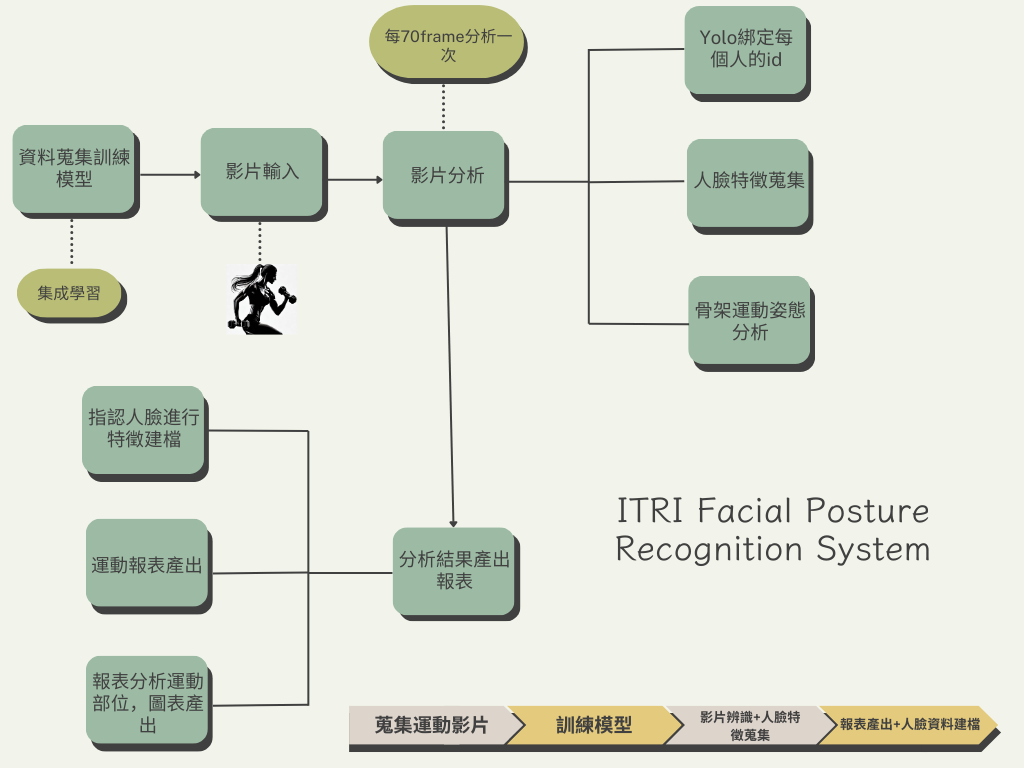 每70frame分析一
次
Yolo綁定每
個人的id
資料蒐集訓練
模型
影片輸入
影片分析
人臉特徵蒐集
集成學習
骨架運動姿態
分析
指認人臉進行
特徵建檔
ITRI Facial Posture
Recognition System
運動報表產出
分析結果產出
報表
報表分析運動
部位，圖表產
出
蒐集運動影片
訓練模型
影片辨識+人臉特
徵蒐集
報表產出+人臉資料建檔